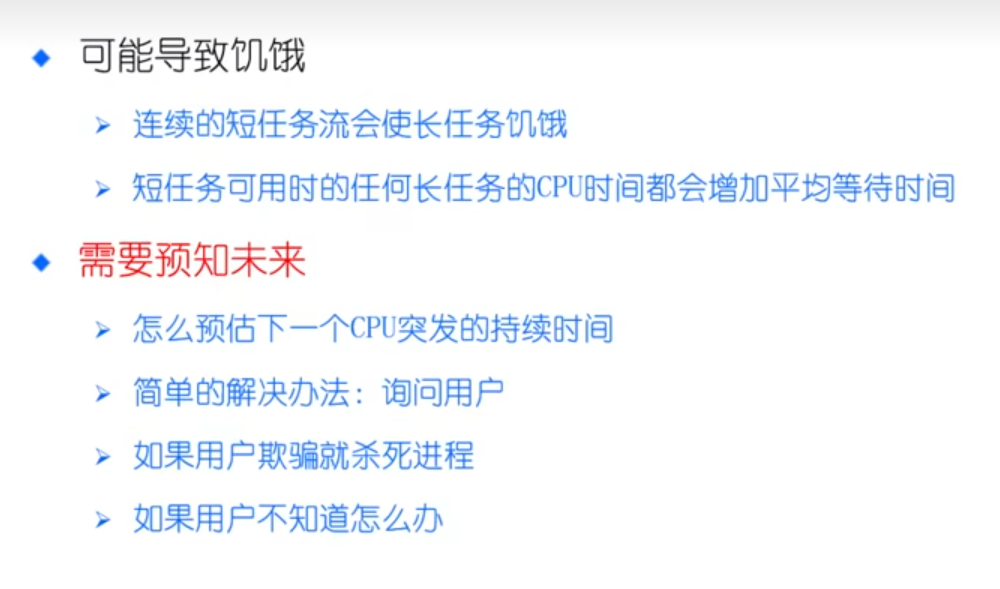 可能导致饥饿
连续的短任务流会使长任务饥饿
短任务可用时的任何长任务的CPU时间都会增加平均等待时间
需要预知未来
怎么预估下一个CPU突发的持续时间
简单的解决办法：询问用户
如果用户欺骗就杀死进程
如果用户不知道怎么办